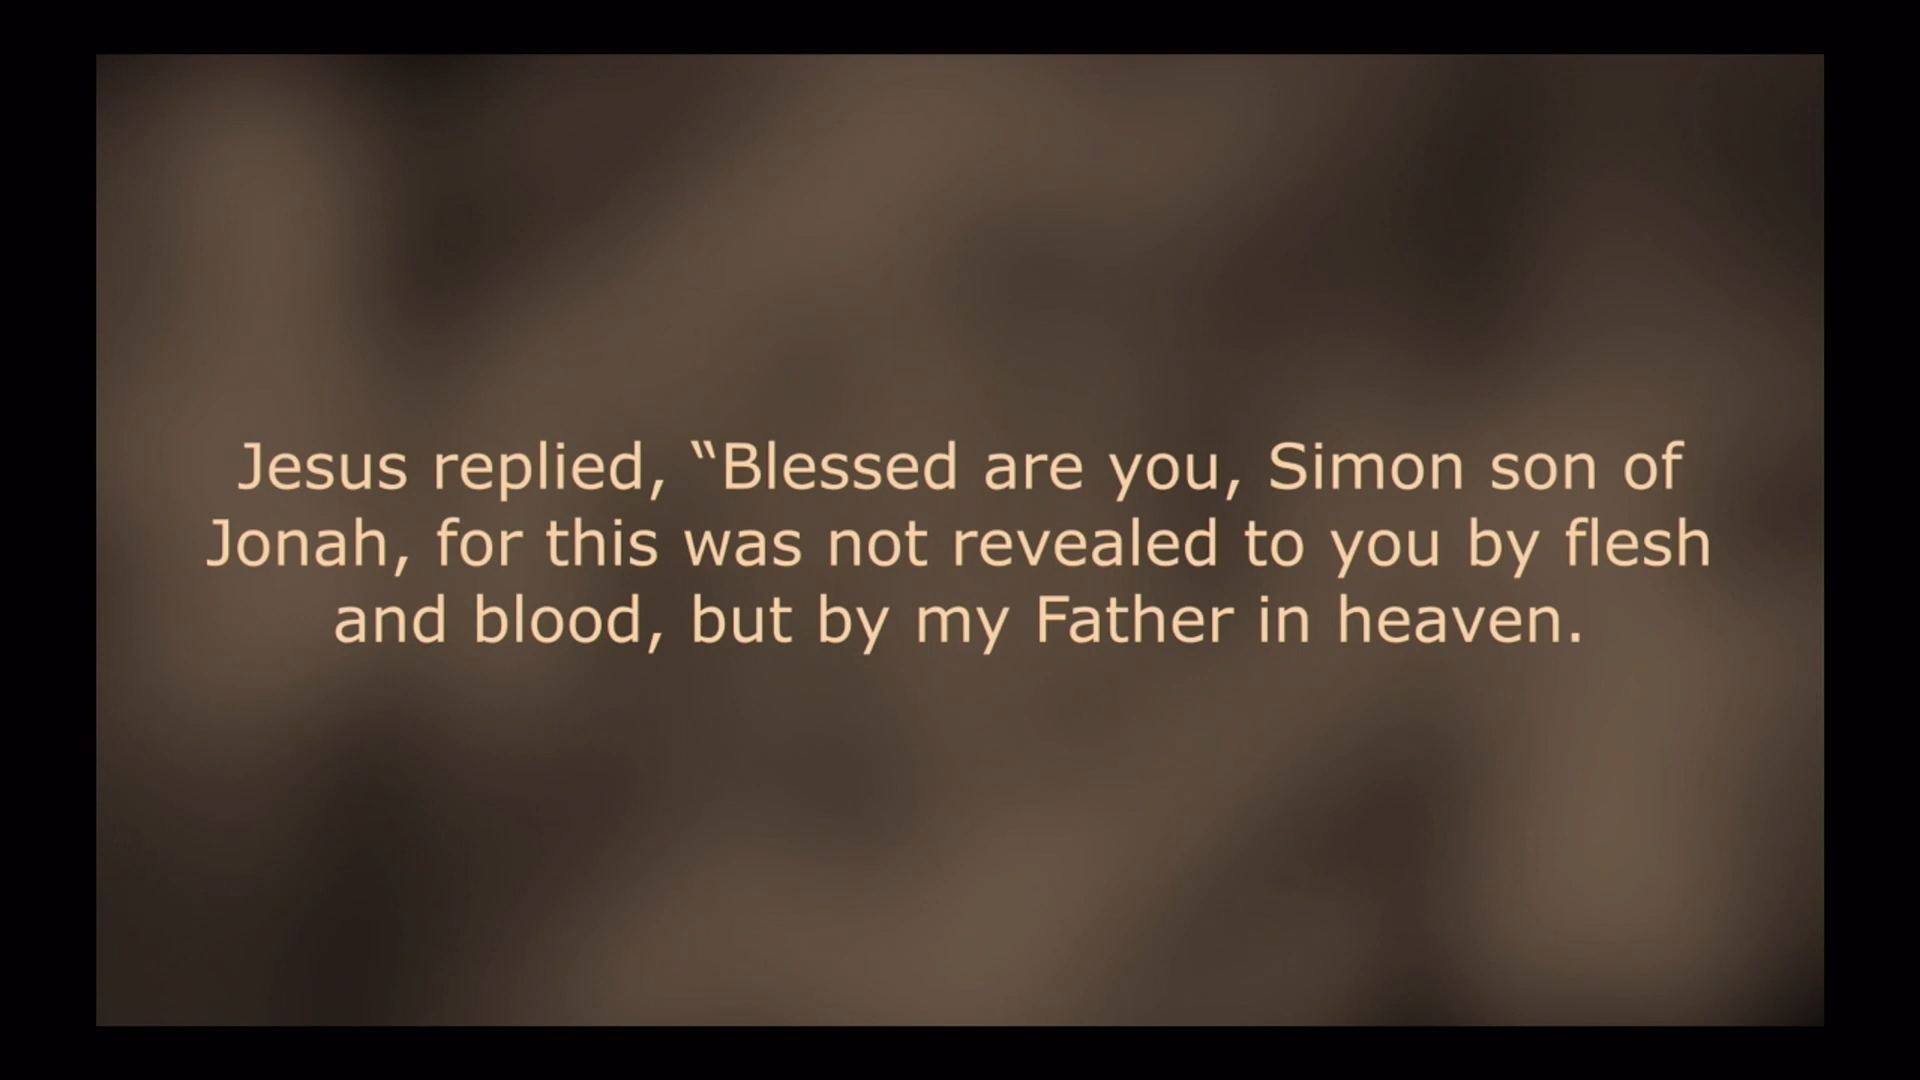 Jesus replied, “Blessed are you, Simon son of
Jonah, for this was not revealed to you by flesh
and blood, but by my Father in heaven.